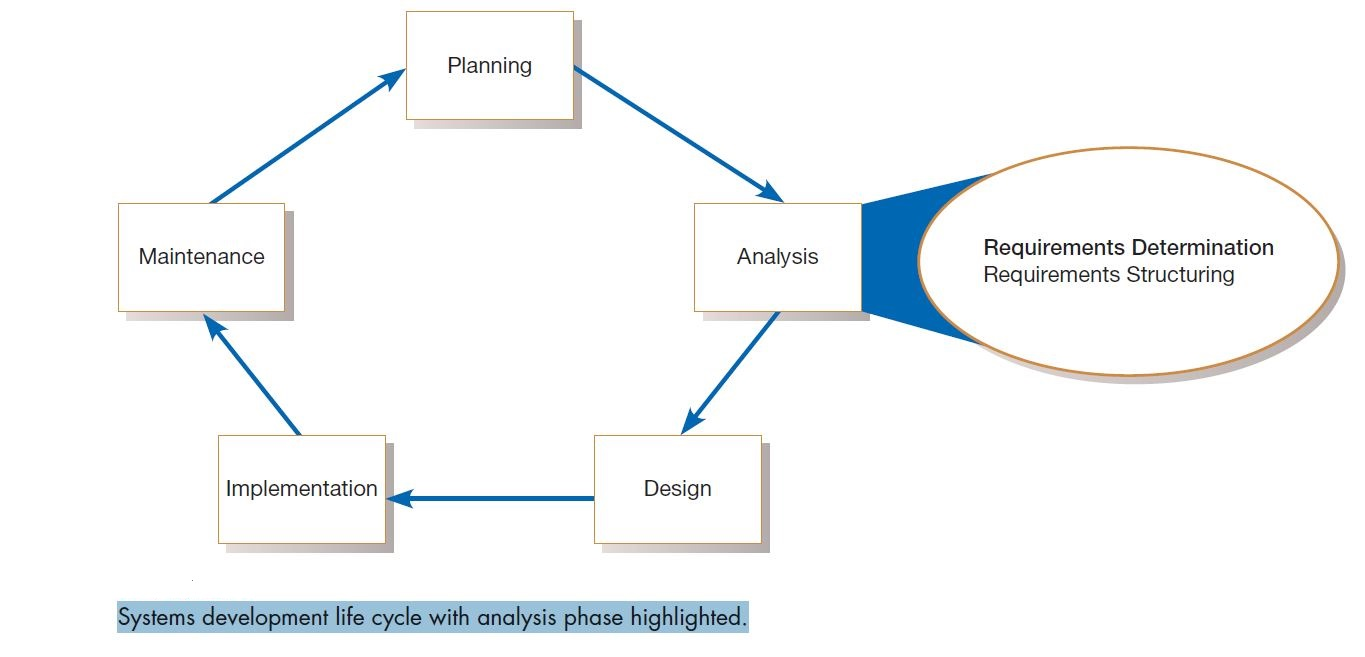 Planning
Maintenance
Analysis
Requirements Determination
Requirements Structuring
Implementation
Design
Systems development life cycle with analysis phase highlighted.